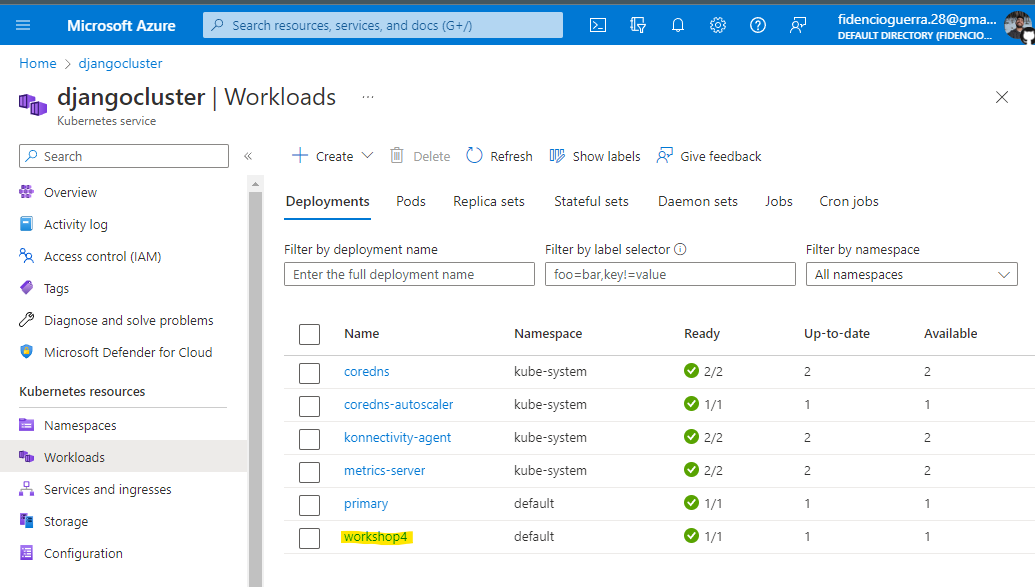 Microsoft Azure
Search resources, services, and docs (G+/)
fidencioguerra.28@gma...
DEFAULT DIRECTORY (FIDENCIO...
Home > djangocluster
djangocluster | Workloads ...
Kubernetes service
Search «
Overview
Activity log
Access control (IAM)
Tags
Diagnose and solve problems
Microsoft Defender for Cloud
Kubernetes resources
Namespaces
Workloads
Services and ingresses
Storage
Configuration
Create Delete Refresh Show labels Give feedback
Deployments Pods Replica sets Stateful sets Daemon sets Jobs Cron jobs
Filter by deployment name Filter by label selector Filter by namespace
Enter the full deployment name foo=bar,key!=value All namespaces
Name Namespace Ready Up-to-date Available
coredns kube-system 2/2 2 2
coredns-autoscaler kube-system 1/1 1 1
konnectivity-agent kube-system 2/2 2 2
metrics-server kube-system 2/2 2 2
primary default 1/1 1 1
workshop4 default 1/1 1 1